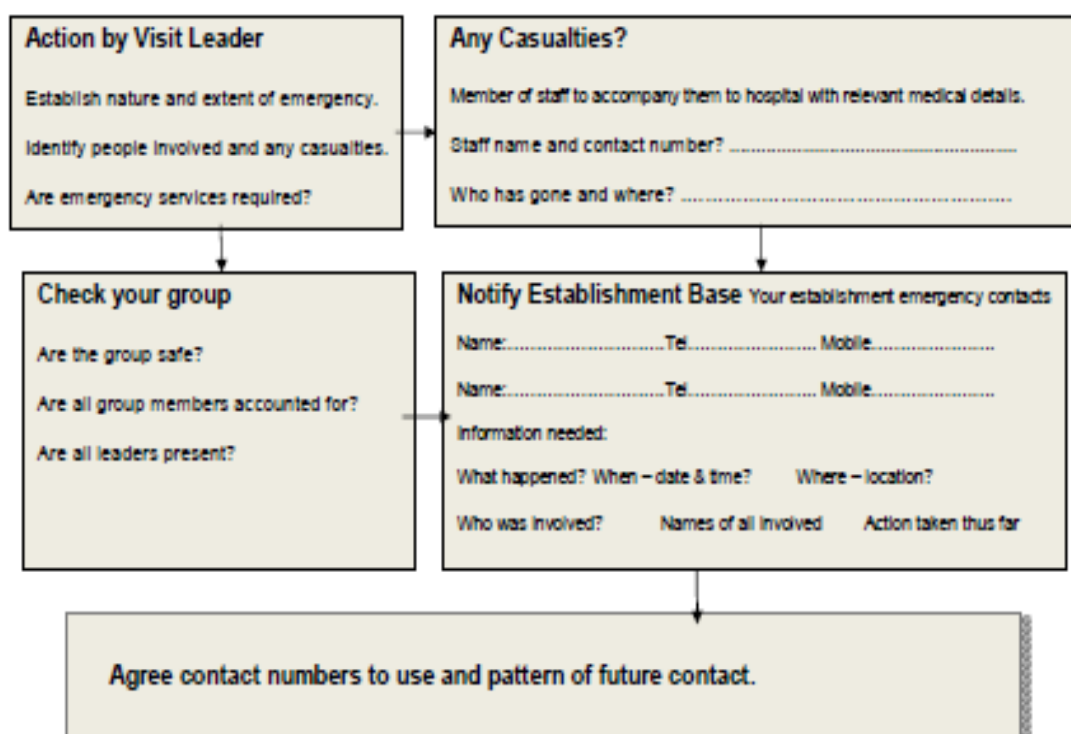 Action by Visit Leader
Establish nature and extent of emergency.
Identify people involved and any casualties.
Are emergency services required?
Any Casualties?
Member of staff to accompany them to hospital with relevant medical details.
Staff name and contact number? ................................................................
Who has gone and where? ................................................................
Check your group
Are the group safe?
Are all group members accounted for?
Are all leaders present?
Notify Establishment Base Your establishment emergency contacts
Name:................................Tel.......................... Mobile.........................
Name:................................Tel.......................... Mobile.........................
Information needed:
What happened? When – date & time? Where – location?
Who was involved? Names of all involved Action taken thus far
Agree contact numbers to use and pattern of future contact.